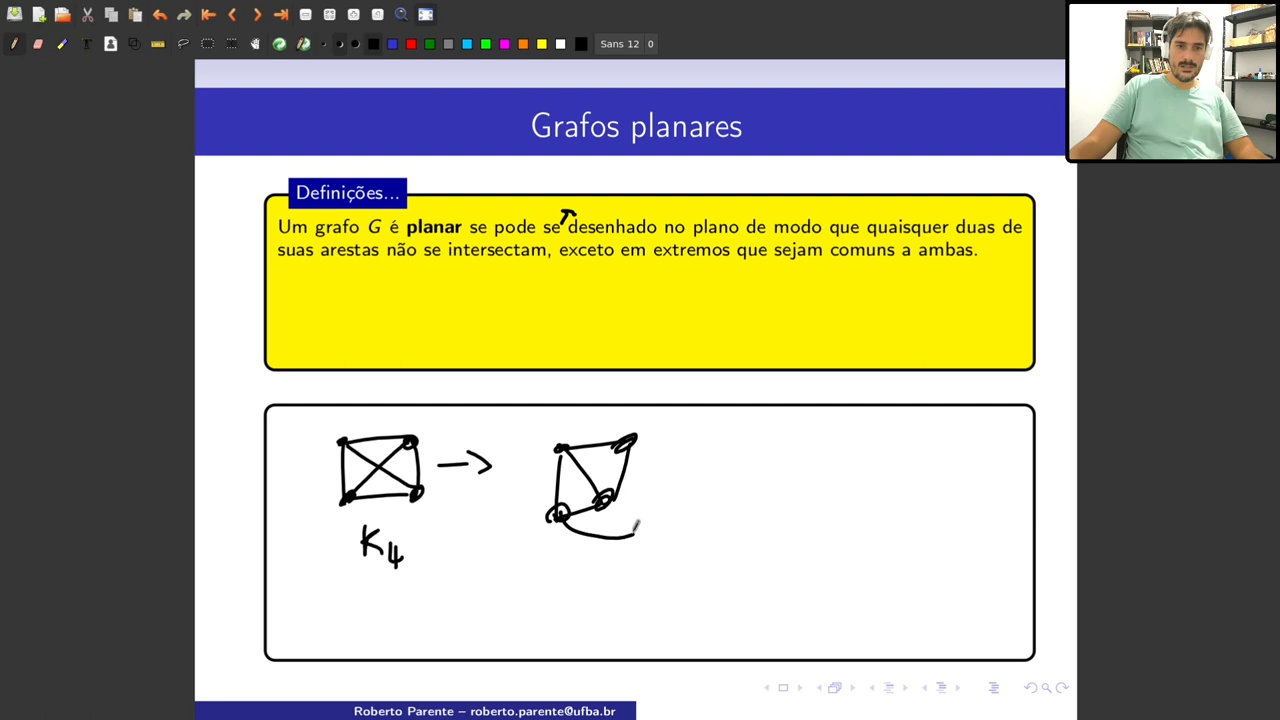 Sans 12 0
Grafos planares
Definições...
Um grafo G é planar se pode se r desenhado no plano de modo que quaisquer duas de
suas arestas não se intersectam, exceto em extremos que sejam comuns a ambas.
K4
Roberto Parente – roberto.parente@ufba.br